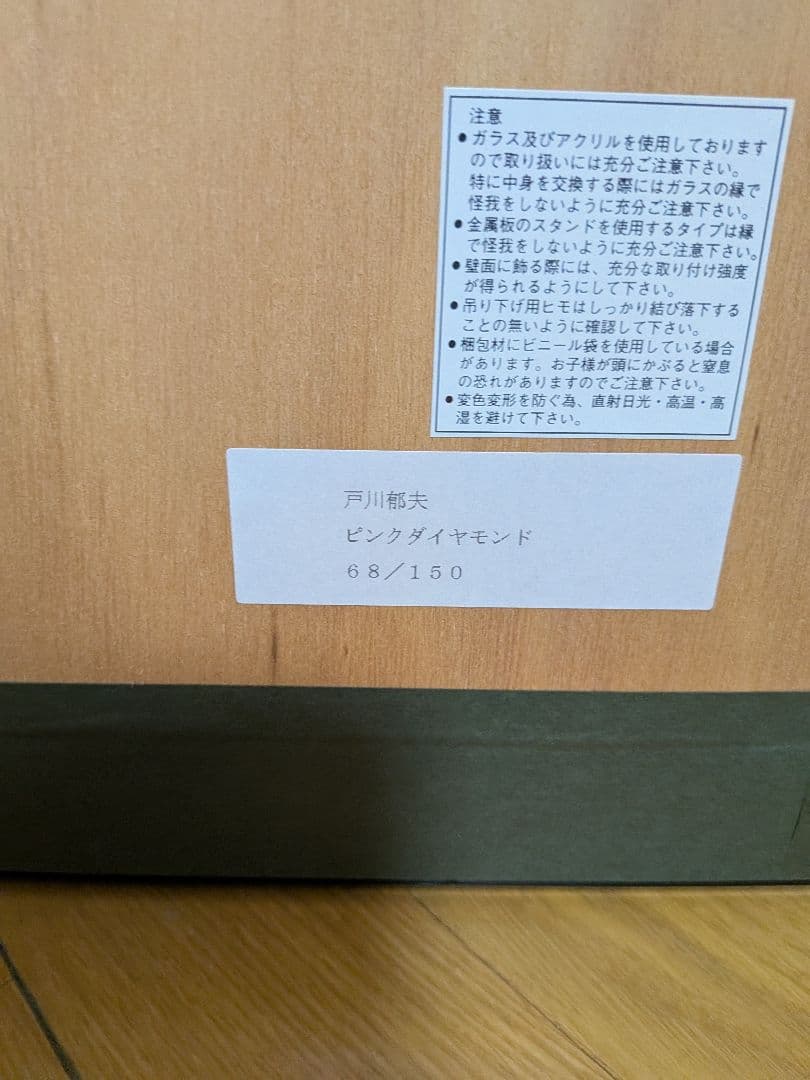 注意
●ガラス及びアクリルを使用しております
ので取り扱いには充分ご注意下さい。
特に中身を交換する際にはガラスの縁で
怪我をしないように充分ご注意下さい。
●金属板のスタンドを使用するタイプは縁
で怪我をしないように充分ご注意下さい。
●壁面に飾る際には、充分な取り付け強度
が得られるようにして下さい。
●吊り下げ用ヒモはしっかり結び落下する
ことの無いように確認して下さい。
●梱包材にビニール袋を使用している場合
があります。お子様が頭にかぶると窒息
の恐れがありますのでご注意下さい。
●変色変形を防ぐ為、直射日光・高温・高
湿を避けて下さい。
戸川郁夫
ピンクダイヤモンド
６８／１５０